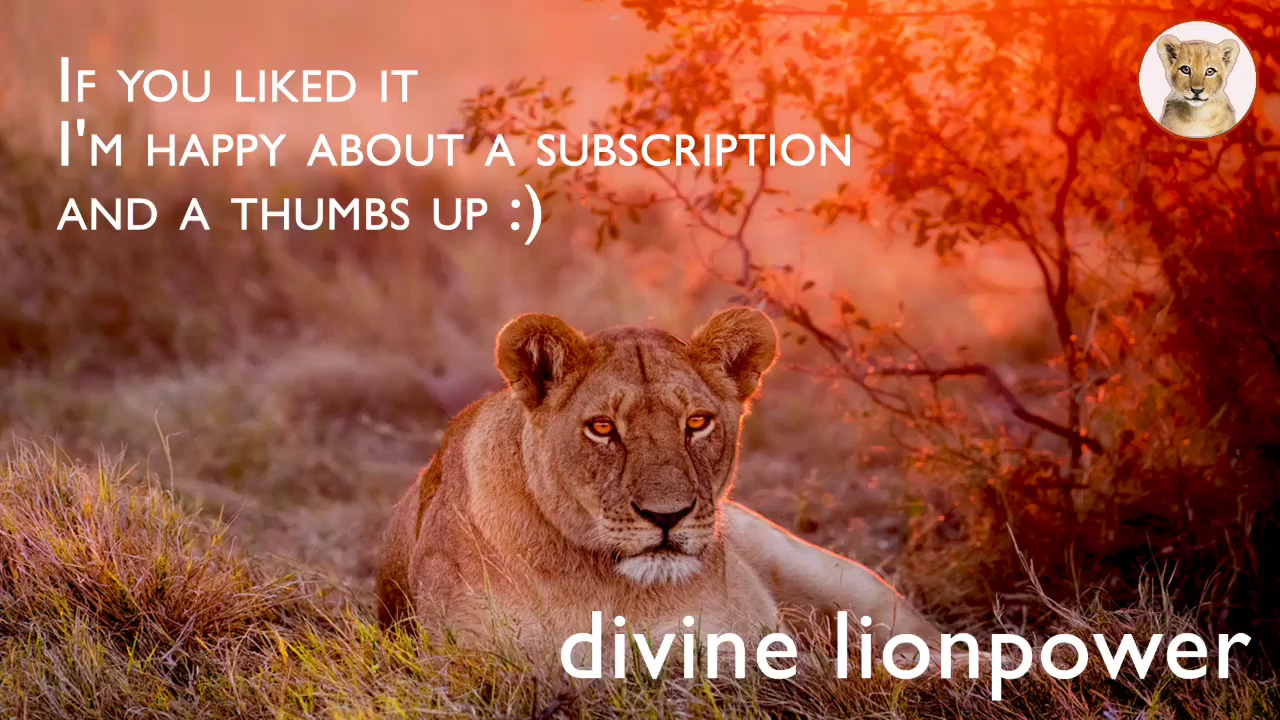 If you liked it
I'm happy about a subscription
and a thumbs up :)
divine lionpower